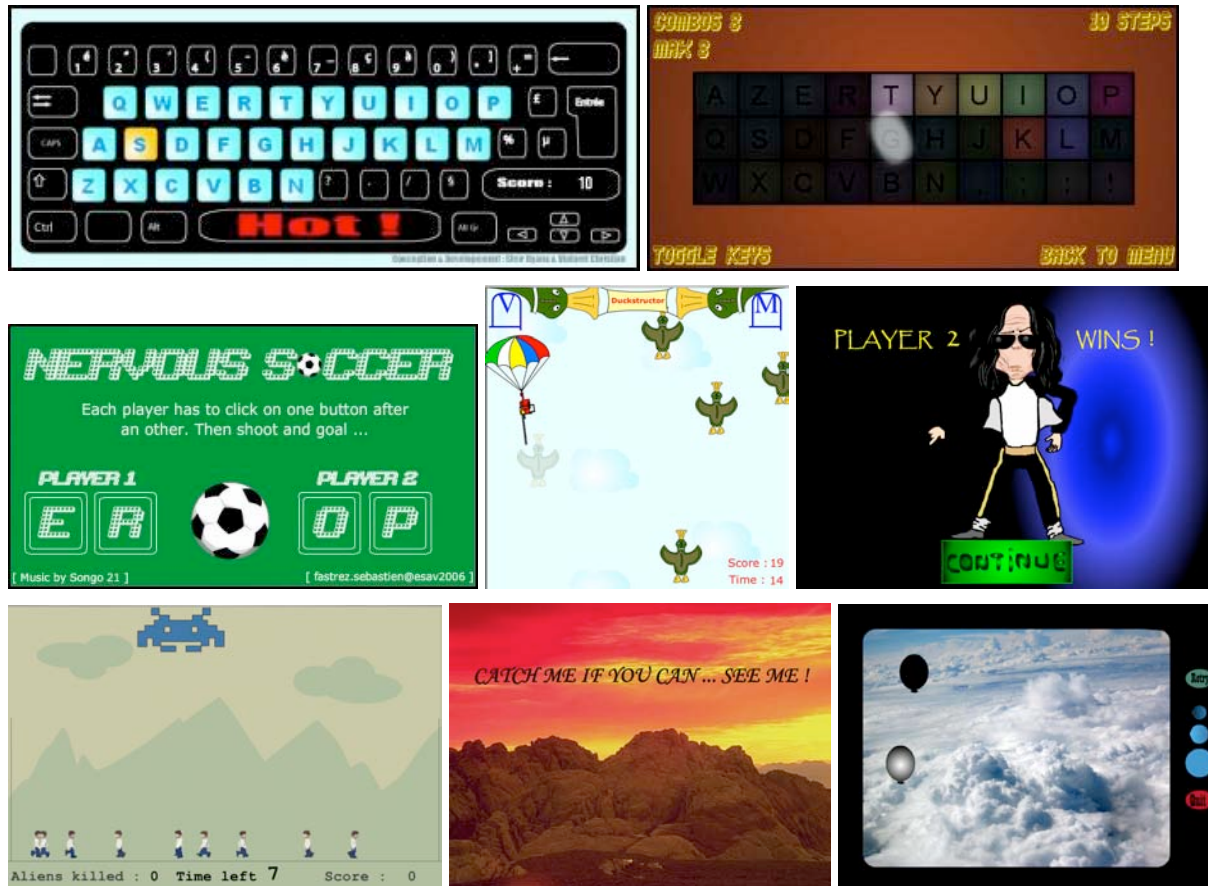 Q W E R T Y U I O P £ Entrée
CAPS A S D F G H J K L M % µ
Z X C V B N ? . / § Score : 10
Ctrl Alt Hot ! Alt Gr
COMBOS 8
10 STEPS
MAX 8
A Z E R T Y U I O P
Q S D F G H J K L M
W X C V B N , ; : !
TOGGLE KEYS
BACK TO MENU
NERVOUS SOCCER
Each player has to click on one button after
an other. Then shoot and goal ...
PLAYER 1
PLAYER 2
E R
O P
[ Music by Songo 21 ]
[ fastrez.sebastien@esav2006 ]
V
Duckstructor
M
Score : 19
Time : 14
PLAYER 2 WINS !
CONTINUE
Aliens killed : 0 Time left 7 Score : 0
CATCH ME IF YOU CAN ... SEE ME !
Retry
Quit